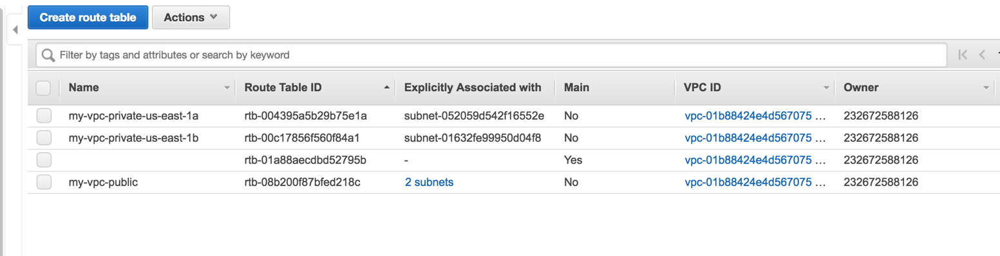 Create route table Actions
Filter by tags and attributes or search by keyword
Name Route Table ID Explicitly Associated with Main VPC ID Owner
my-vpc-private-us-east-1a rtb-004395a5b29b75e1a subnet-052059d542f16552e No vpc-01b88424e4d567075 ... 232672588126
my-vpc-private-us-east-1b rtb-00c17856f560f84a1 subnet-01632fe99950d04f8 No vpc-01b88424e4d567075 ... 232672588126
rtb-01a88aecdbd52795b - Yes vpc-01b88424e4d567075 ... 232672588126
my-vpc-public rtb-08b200f87bfed218c 2 subnets No vpc-01b88424e4d567075 ... 232672588126